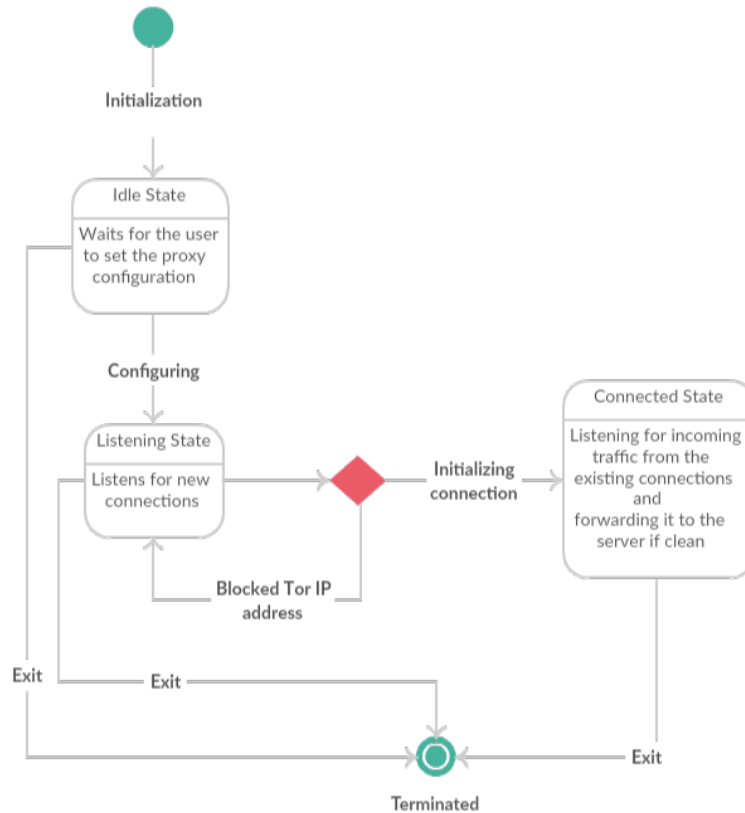 Initialization
Idle State
Waits for the user
to set the proxy
configuration
Configuring
Listening State
Listens for new
connections
Initializing
connection
Connected State
Listening for incoming
traffic from the
existing connections
and
forwarding it to the
server if clean
Blocked Tor IP
address
Exit
Exit
Exit
Terminated